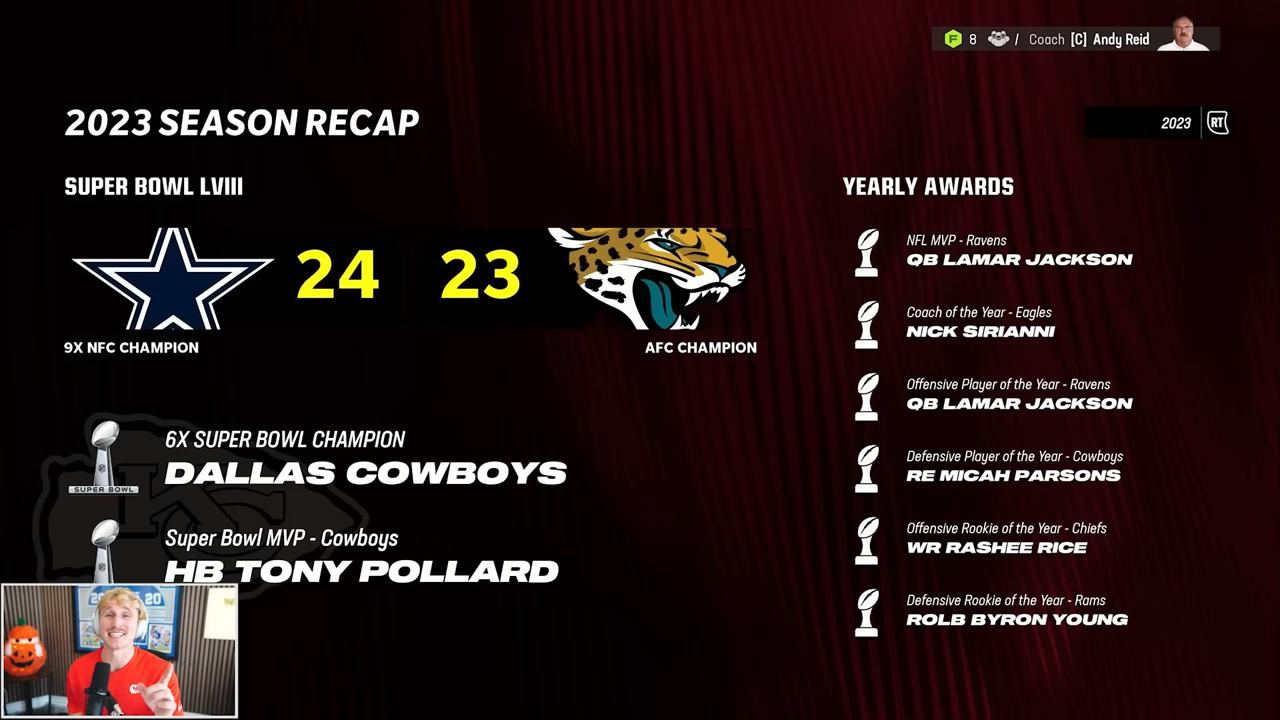 8 / Coach [C] Andy Reid
2023 SEASON RECAP
2023 RT
SUPER BOWL LVIII
24 23
9X NFC CHAMPION
AFC CHAMPION
6X SUPER BOWL CHAMPION
DALLAS COWBOYS
SUPER BOWL
Super Bowl MVP - Cowboys
HB TONY POLLARD
YEARLY AWARDS
NFL MVP - Ravens
QB LAMAR JACKSON
Coach of the Year - Eagles
NICK SIRIANNI
Offensive Player of the Year - Ravens
QB LAMAR JACKSON
Defensive Player of the Year - Cowboys
RE MICAH PARSONS
Offensive Rookie of the Year - Chiefs
WR RASHEE RICE
Defensive Rookie of the Year - Rams
ROLB BYRON YOUNG
KC
20 20